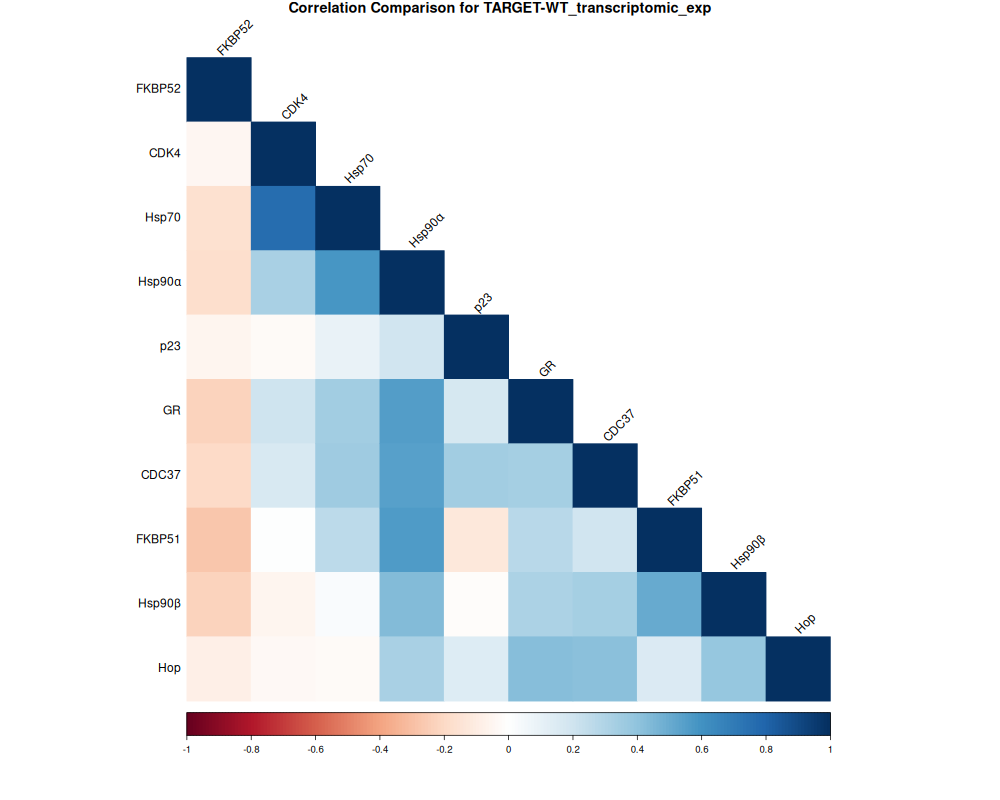 Correlation Comparison for TARGET-WT_transcriptomic_exp
FKBP52
CDK4
Hsp70
Hsp90α
p23
GR
CDC37
FKBP51
Hsp90β
Hop
FKBP52
CDK4
Hsp70
Hsp90α
p23
GR
CDC37
FKBP51
Hsp90β
Hop
-1 -0.8 -0.6 -0.4 -0.2 0 0.2 0.4 0.6 0.8 1